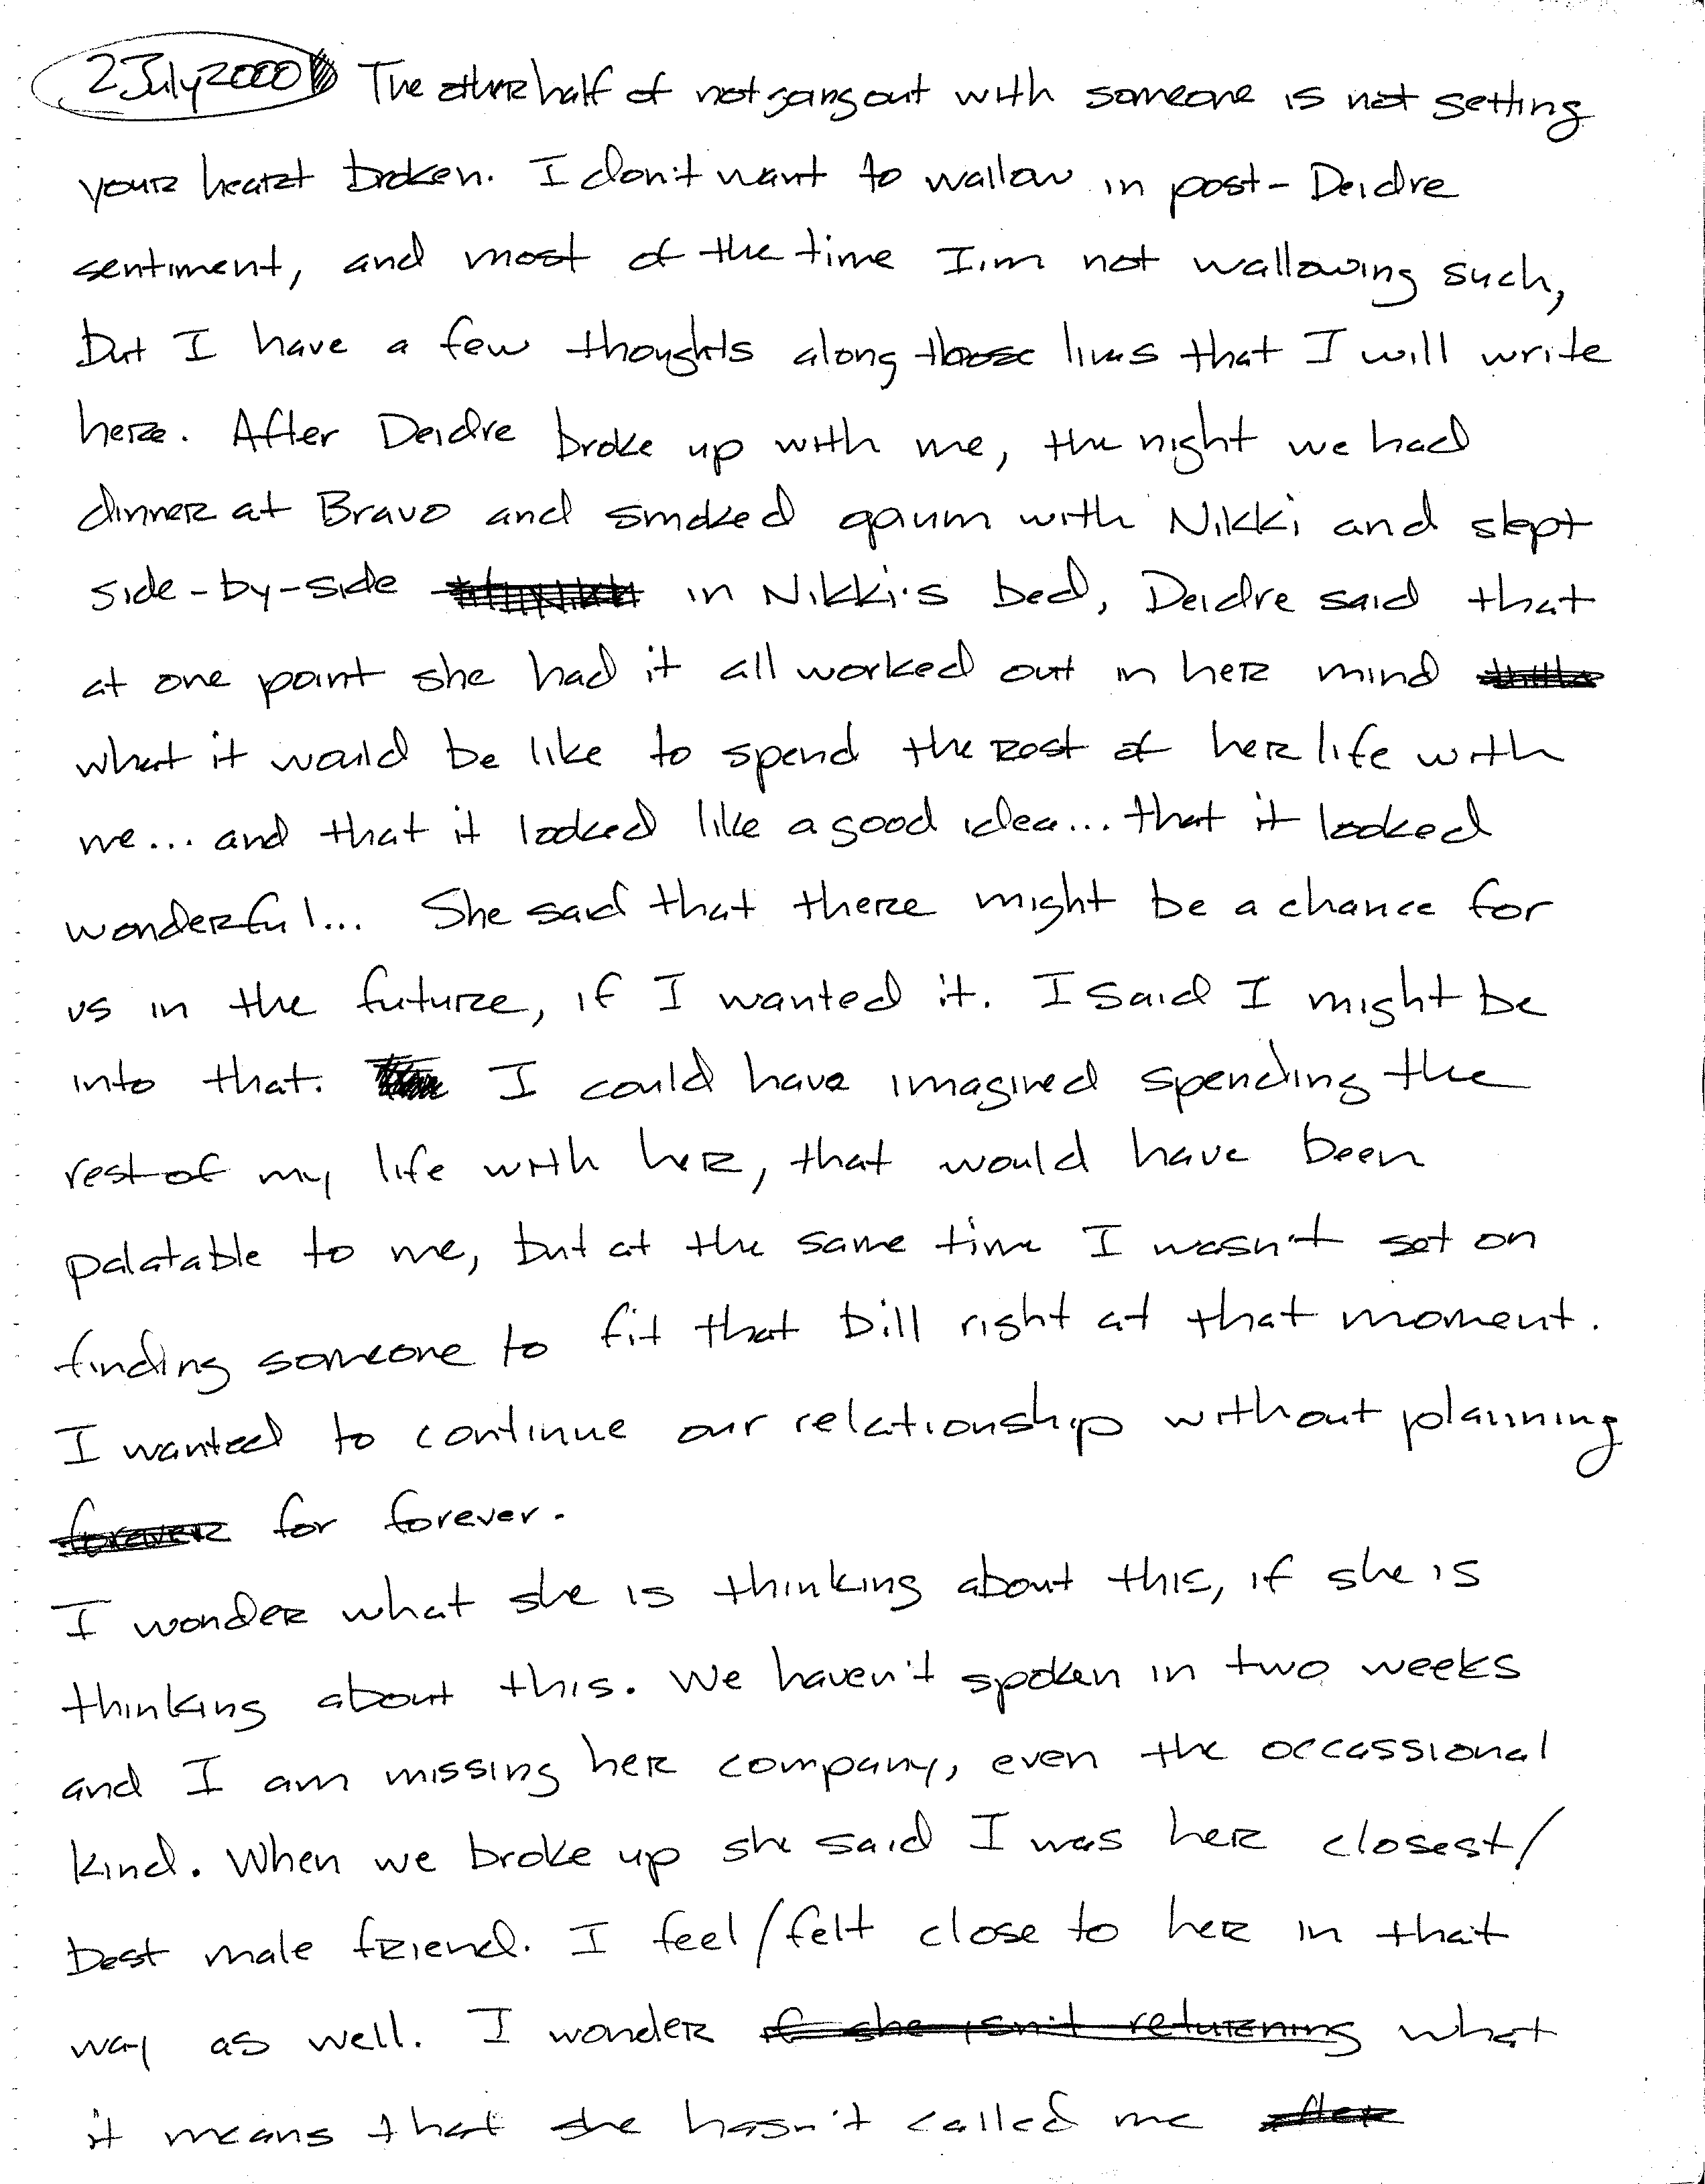 2 July 2000 The other half of not going out with someone is not getting
your heart broken. I don't want to wallow in post-Deidre
sentiment, and most of the time I'm not wallowing such,
but I have a few thoughts along those lines that I will write
here. After Deidre broke up with me, the night we had
dinner at Bravo and smoked qaum with Nikki and slept
side-by-side in Nikki's bed, Deidre said that
at one point she had it all worked out in her mind
what it would be like to spend the rest of her life with
me... and that it looked like a good idea... that it looked
wonderful... She said that there might be a chance for
us in the future, if I wanted it. I said I might be
into that. I could have imagined spending the
rest of my life with her, that would have been
palatable to me, but at the same time I wasn't set on
finding someone to fit that bill right at that moment.
I wanted to continue our relationship without planning
forever for forever.
I wonder what she is thinking about this, if she is
thinking about this. We haven't spoken in two weeks
and I am missing her company, even the occassional
kind. When we broke up she said I was her closest/
best male friend. I feel/felt close to her in that
way as well. I wonder if she isn't returning what
it means that she hasn't called me after